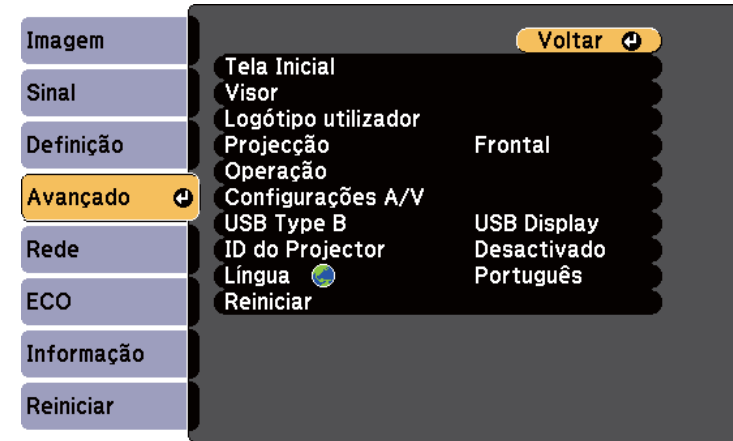 Imagem
Sinal
Definição
Avançado
Rede
ECO
Informação
Reiniciar
Voltar
Tela Inicial
Visor
Logótipo utilizador
Projecção Frontal
Operação
Configurações A/V
USB Type B USB Display
ID do Projector Desactivado
Língua Português
Reiniciar